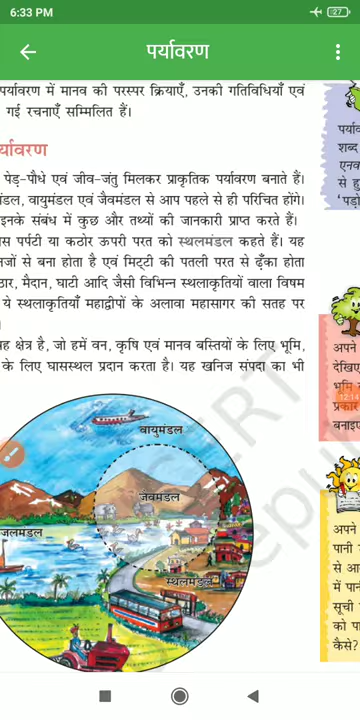 6:33 PM
27
पर्यावरण
पर्यावरण में मानव की परस्पर क्रियाएँ, उनकी गतिविधियाँ एवं
गई रचनाएँ सम्मिलित हैं।
र्यावरण
पेड़-पौधे एवं जीव-जंतु मिलकर प्राकृतिक पर्यावरण बनाते हैं।
मंडल, वायुमंडल एवं जैवमंडल से आप पहले से ही परिचित होंगे।
इनके संबंध में कुछ और तथ्यों की जानकारी प्राप्त करते हैं।
स पर्पटी या कठोर ऊपरी परत को स्थलमंडल कहते हैं। यह
नजों से बना होता है एवं मिट्टी की पतली परत से ढँका होता
ठार, मैदान, घाटी आदि जैसी विभिन्न स्थलाकृतियों वाला विषम
ये स्थलाकृतियाँ महाद्वीपों के अलावा महासागर की सतह पर
।
ह क्षेत्र है, जो हमें वन, कृषि एवं मानव बस्तियों के लिए भूमि,
के लिए घासस्थल प्रदान करता है। यह खनिज संपदा का भी
वायुमंडल
जैवमंडल
जलमंडल
स्थलमंडल
पर्याव
शब्द
एनव
से हु
'पड़ो
अपने
देखिए
भूमि
12:14
प्रकार
बनाइए
अपने
पानी
से आ
में पान
सूची
को पा
कैसे?